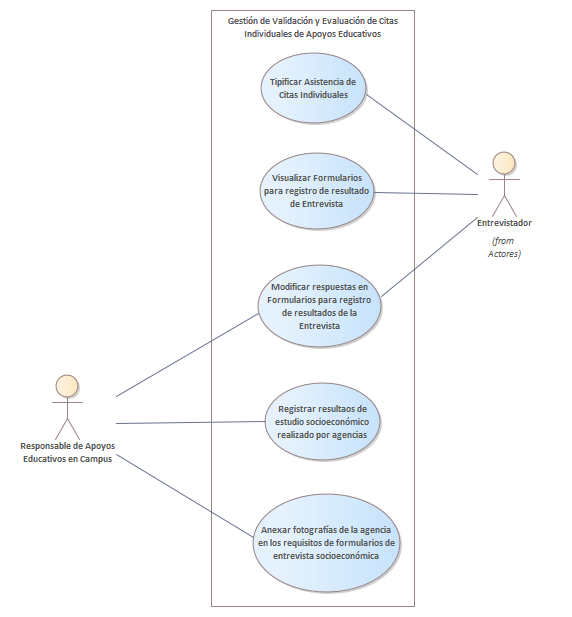 Gestión de Validación y Evaluación de Citas
Individuales de Apoyos Educativos
Tipificar Asistencia de
Citas Individuales
Visualizar Formularios
para registro de resultado
de Entrevista
Entrevistador
(from
Actores)
Modificar respuestas en
Formularios para registro
de resultados de la
Entrevista
Registrar resultaos de
estudio socioeconómico
realizado por agencias
Responsable de Apoyos
Educativos en Campus
Anexar fotografías de la agencia
en los requisitos de formularios de
entrevista socioeconómica